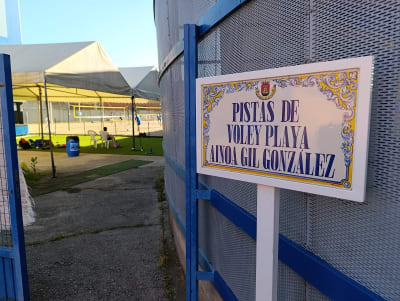 PISTAS DE
VOLEY PLAYA
AINOA GIL GONZÁLEZ